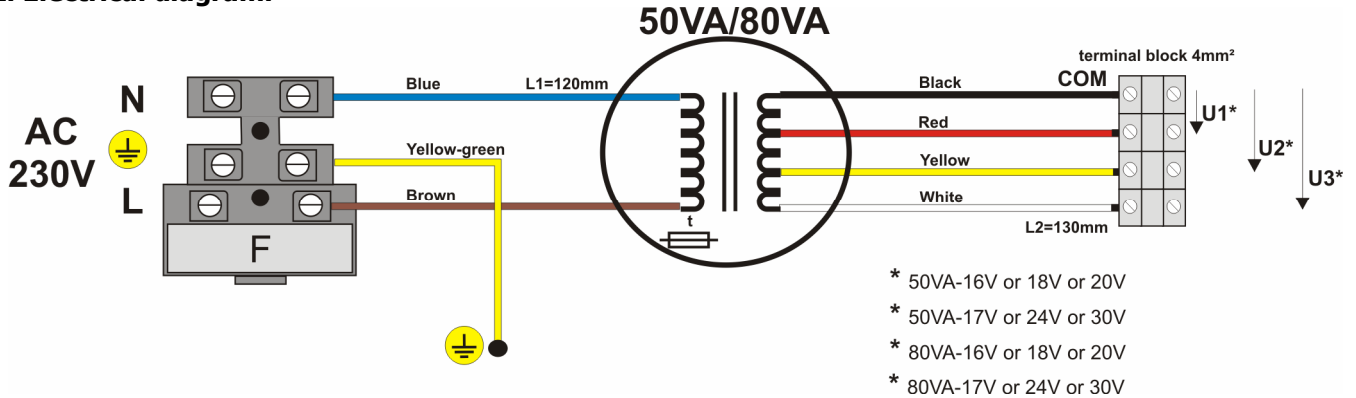 50VA/80VA
terminal block 4mm²
N
Blue
L1=120mm
Black
COM
U1*
AC
230V
Red
Yellow-green
Yellow
U2*
U3*
L
Brown
White
t
L2=130mm
F
* 50VA-16V or 18V or 20V
* 50VA-17V or 24V or 30V
* 80VA-16V or 18V or 20V
* 80VA-17V or 24V or 30V